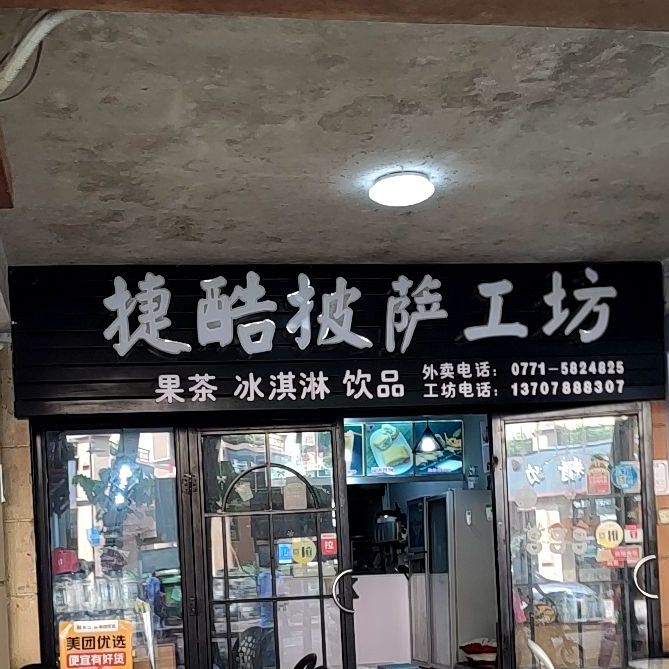 捷酷披萨工坊
果茶 冰淇淋 饮品
外卖电话：0771-5824825
工坊电话：13707888307
美团优选
便宜有好货